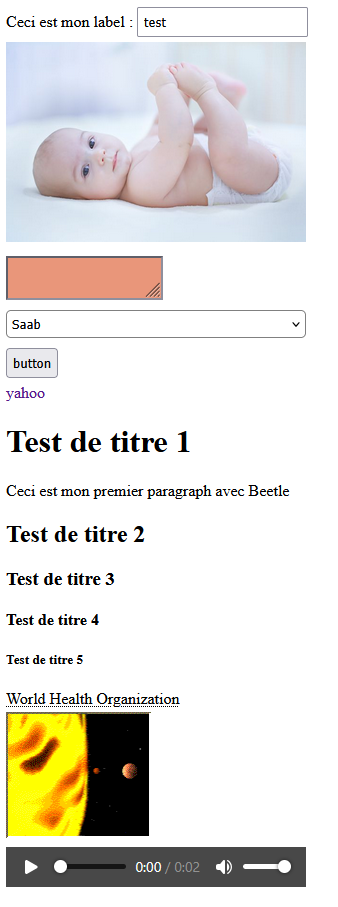 Ceci est mon label : test
Saab
button
yahoo
Test de titre 1
Ceci est mon premier paragraph avec Beetle
Test de titre 2
Test de titre 3
Test de titre 4
Test de titre 5
World Health Organization
0:00 / 0:02